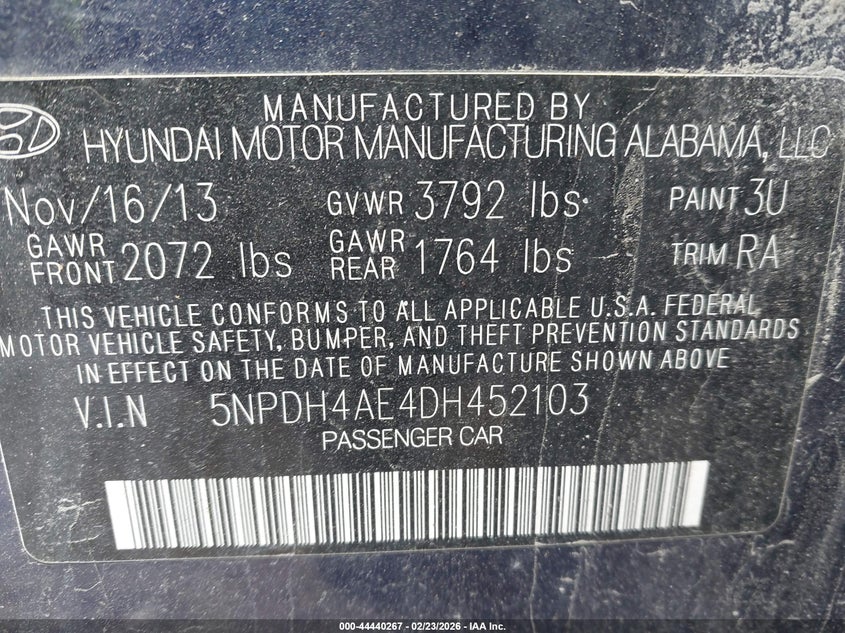 MANUFACTURED BY
HYUNDAI MOTOR MANUFACTURING ALABAMA, LLC
Nov/16/13 GVWR 3792 lbs PAINT 3U
GAWR FRONT 2072 lbs GAWR REAR 1764 lbs TRIM RA
THIS VEHICLE CONFORMS TO ALL APPLICABLE U.S.A. FEDERAL
MOTOR VEHICLE SAFETY, BUMPER, AND THEFT PREVENTION STANDARDS
IN EFFECT ON THE DATE OF MANUFACTURE SHOWN ABOVE
V.I.N 5NPDH4AE4DH452103
PASSENGER CAR
000-44440267 - 02/23/2026 - IAA Inc.